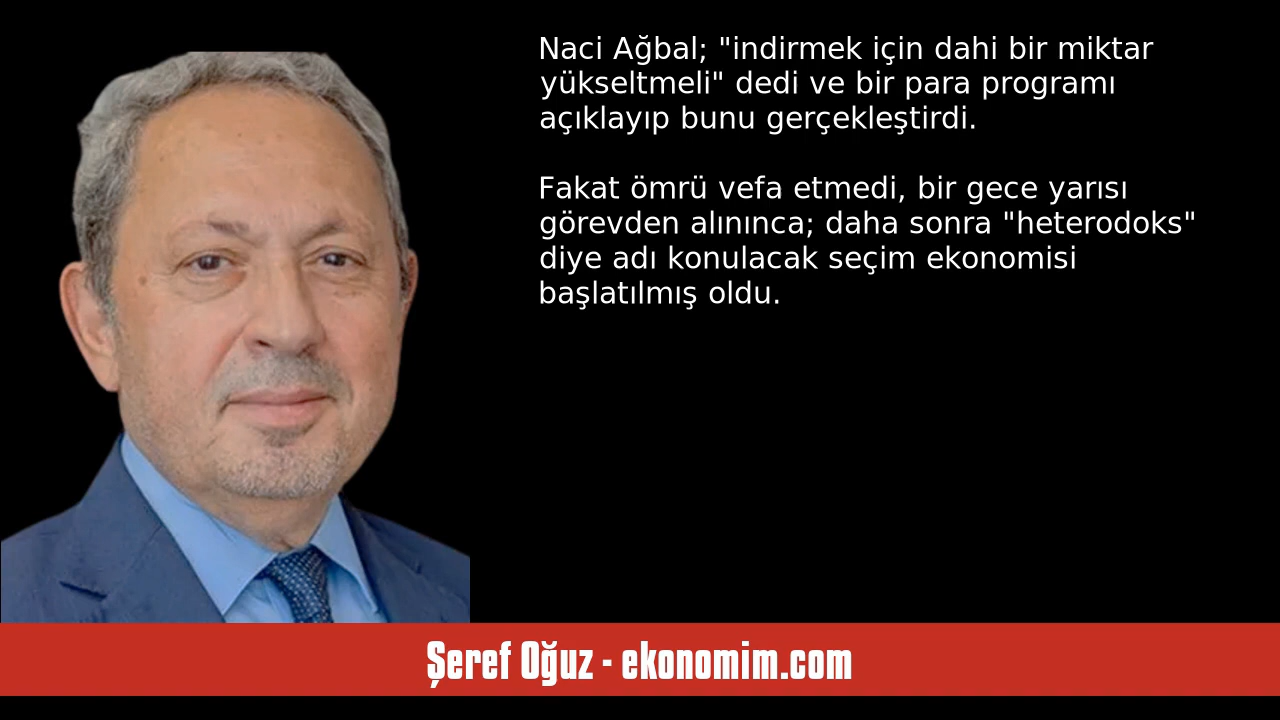 Naci Ağbal; "indirmek için dahi bir miktar
yükseltmeli" dedi ve bir para programı
açıklayıp bunu gerçekleştirdi.
Fakat ömrü vefa etmedi, bir gece yarısı
görevden alınınca; daha sonra "heterodoks"
diye adı konulacak seçim ekonomisi
başlatılmış oldu.
Şeref Oğuz - ekonomim.com